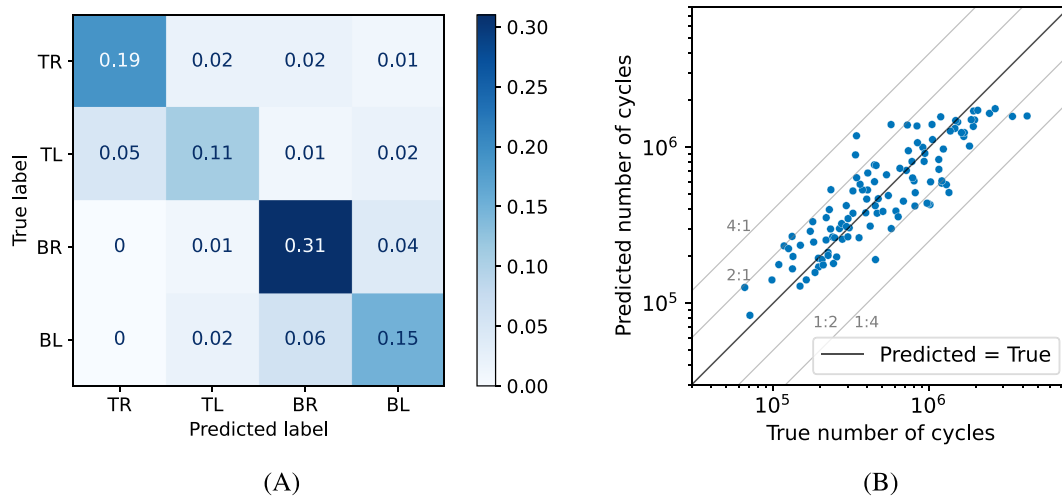 TR 0.19 0.02 0.02 0.01
TL 0.05 0.11 0.01 0.02
BR 0 0.01 0.31 0.04
BL 0 0.02 0.06 0.15
TR TL BR BL
Predicted label
True label
0.30
0.25
0.20
0.15
0.10
0.05
0.00
(A)
Predicted number of cycles
10⁶
10⁵
4:1
2:1
1:2 1:4
Predicted = True
10⁵ 10⁶
True number of cycles
(B)